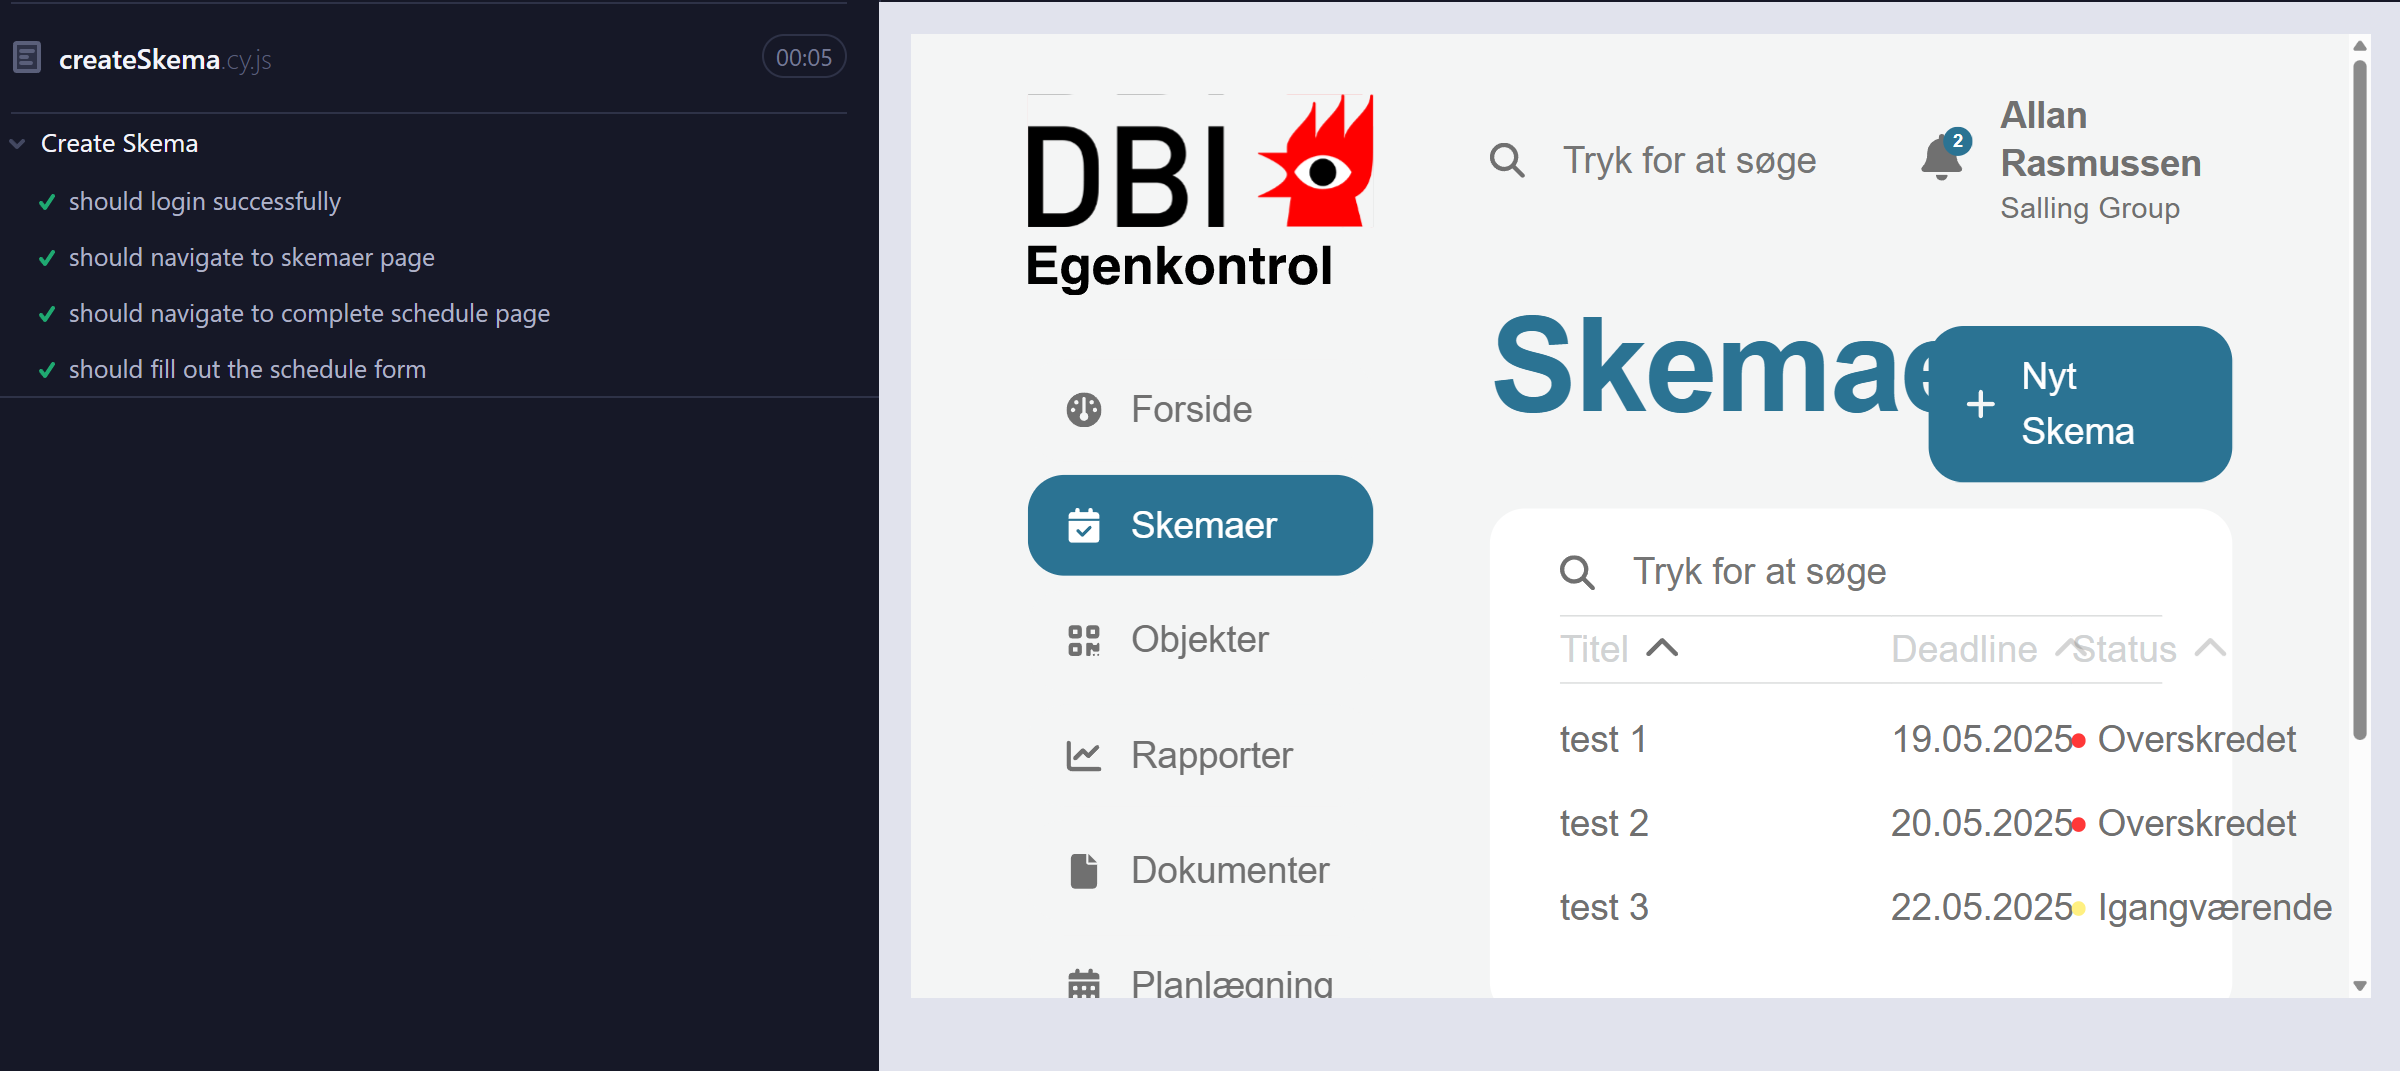 createSkema.cy.js
00:05
Create Skema
should login successfully
should navigate to skemaer page
should navigate to complete schedule page
should fill out the schedule form
DBI
Egenkontrol
Tryk for at søge
2
Allan
Rasmussen
Salling Group
Forside
Skemaer
Objekter
Rapporter
Dokumenter
Planlægning
Skemae
Nyt
Skema
Tryk for at søge
Titel Deadline Status
test 1 19.05.2025 Overskredet
test 2 20.05.2025 Overskredet
test 3 22.05.2025 Igangværende